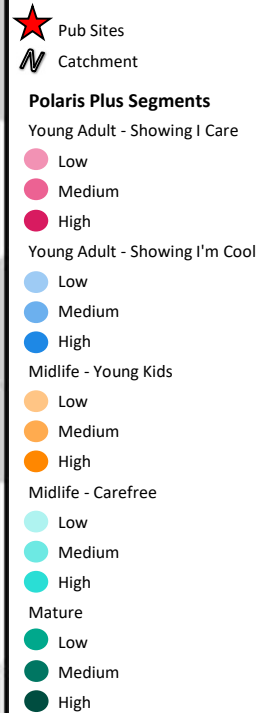 Pub Sites
Catchment
Polaris Plus Segments
Young Adult - Showing I Care
Low
Medium
High
Young Adult - Showing I'm Cool
Low
Medium
High
Midlife - Young Kids
Low
Medium
High
Midlife - Carefree
Low
Medium
High
Mature
Low
Medium
High